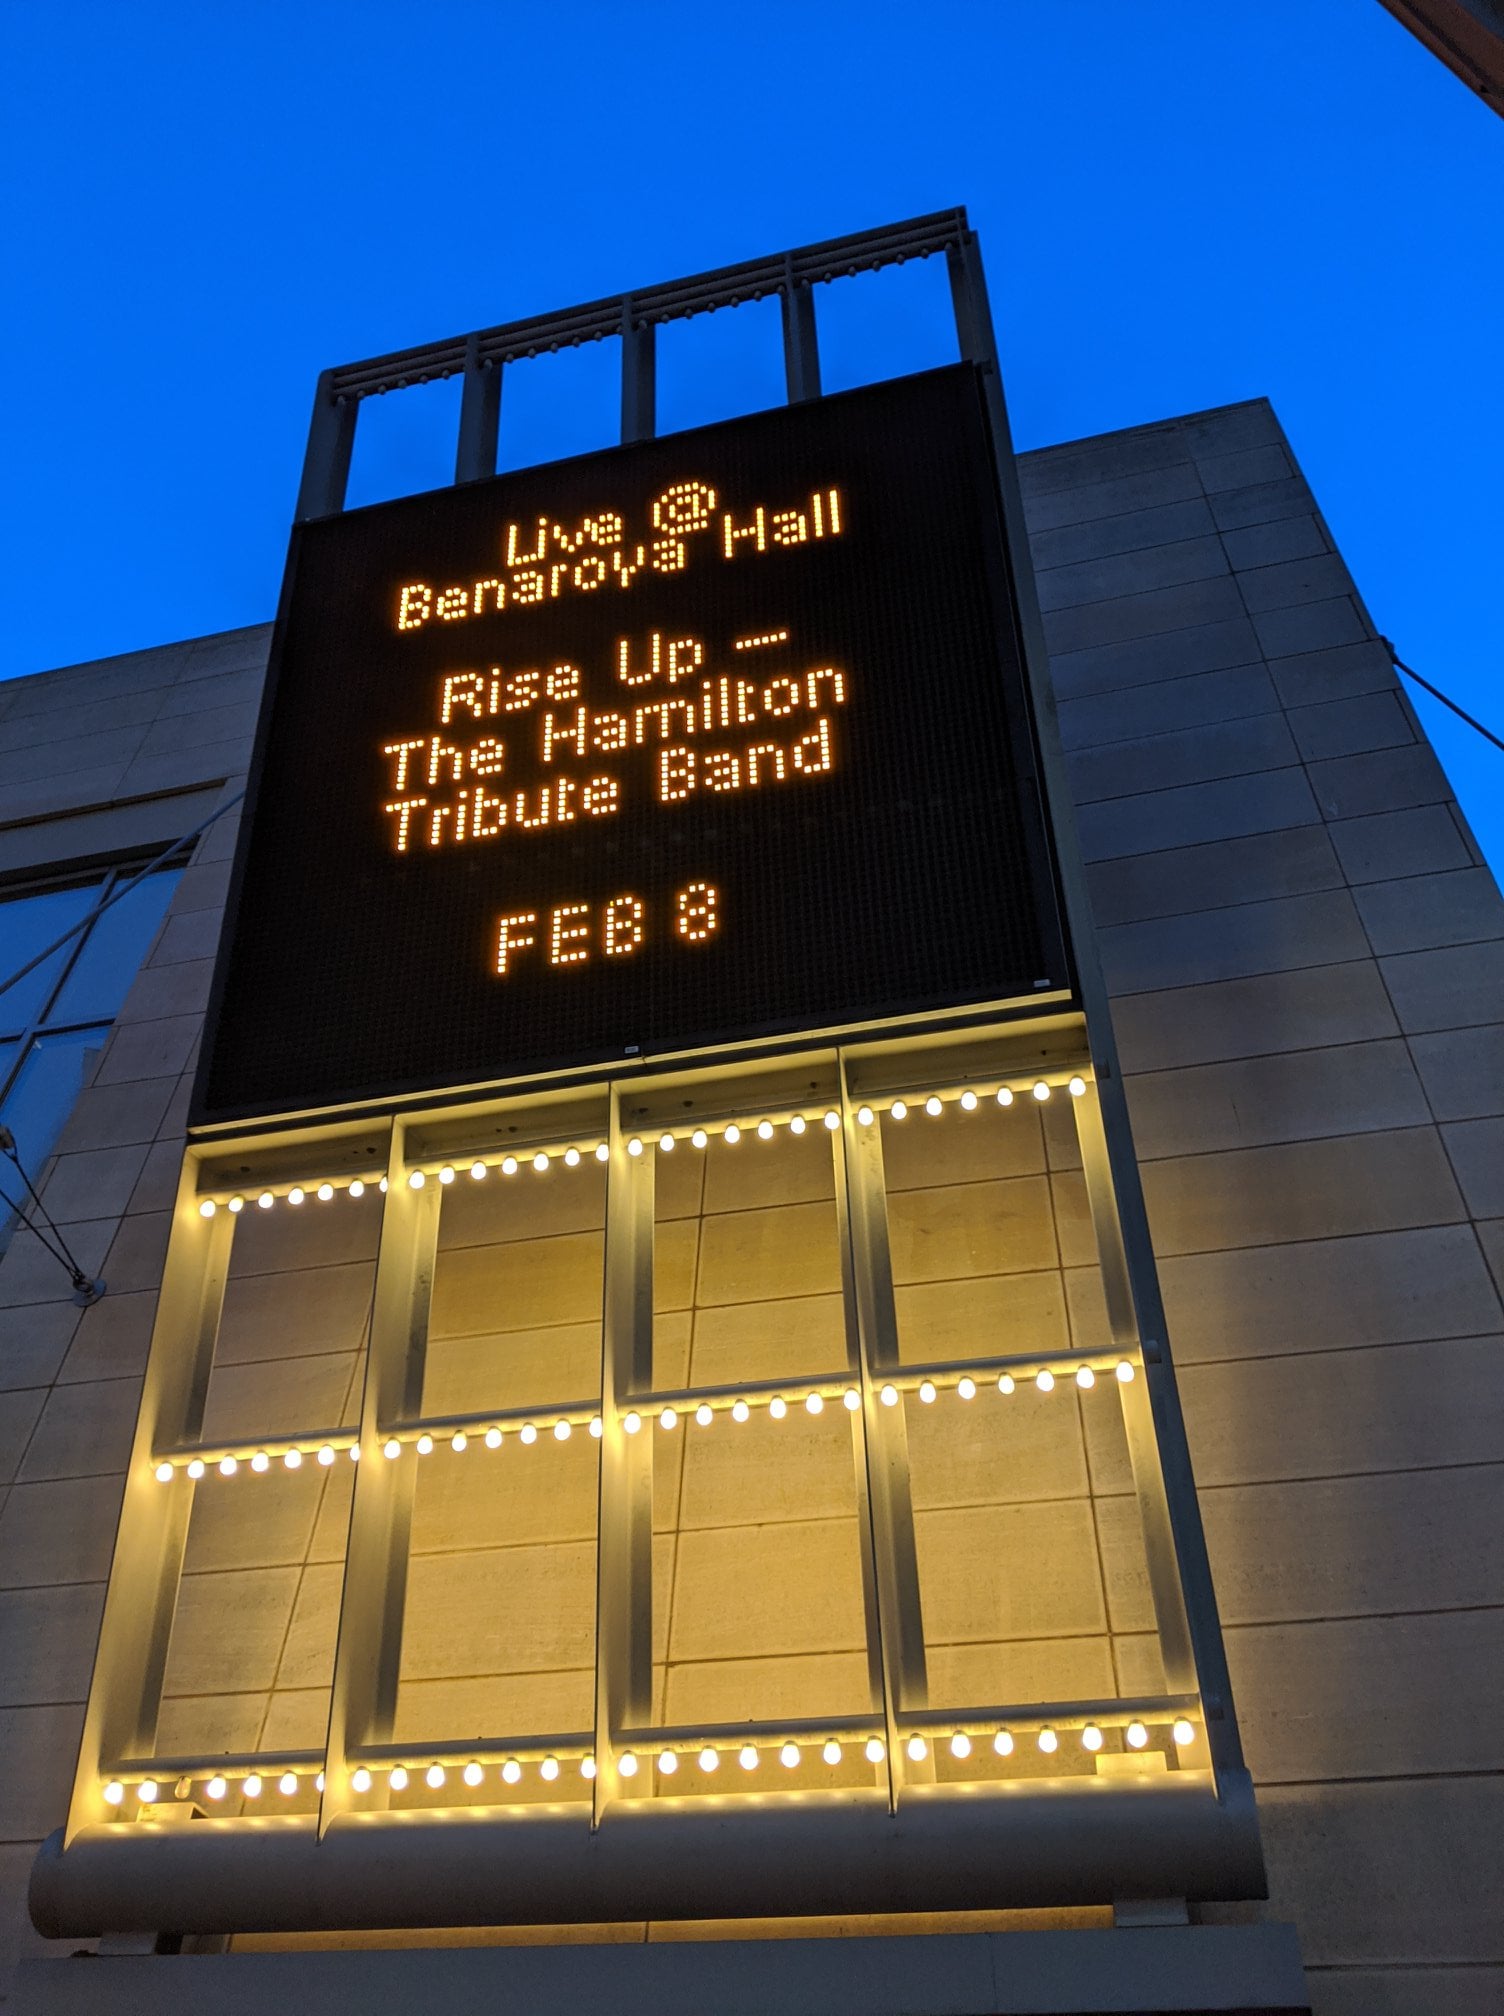 Live @
Benaroya Hall
Rise Up -
The Hamilton
Tribute Band
FEB 8